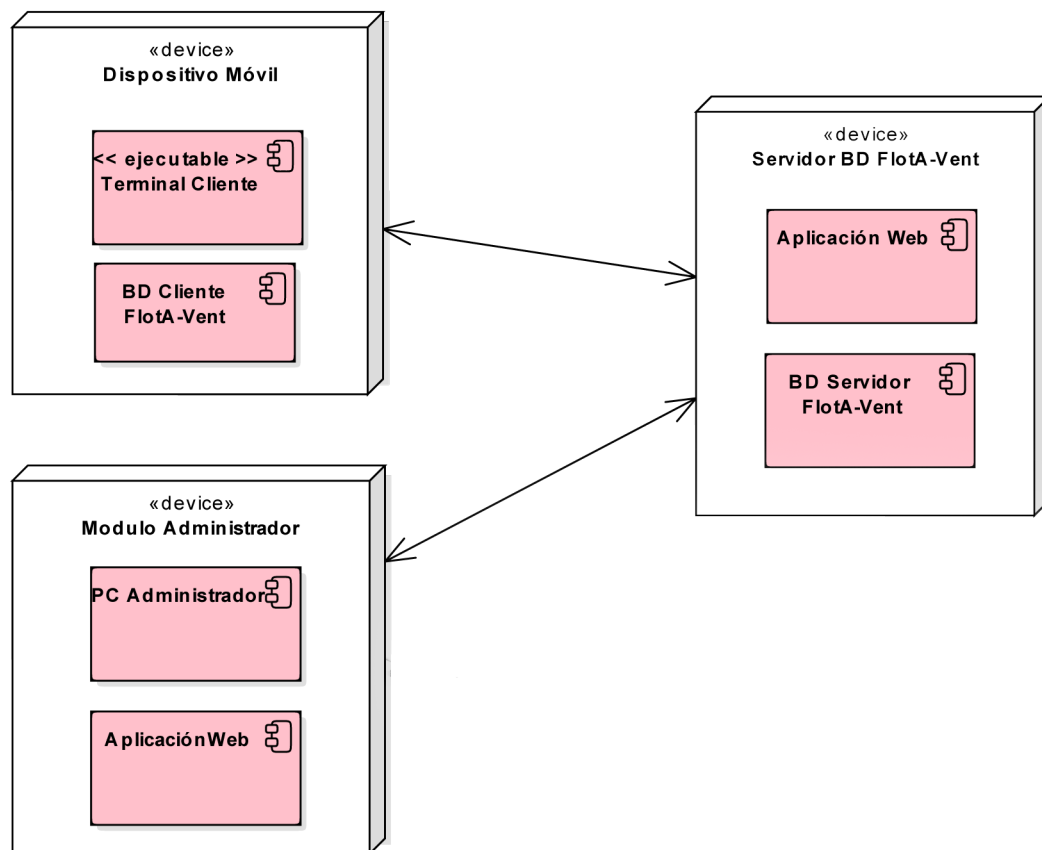 «device»
Dispositivo Móvil
<< ejecutable >>
Terminal Cliente
BD Cliente
FlotA-Vent
«device»
Servidor BD FlotA-Vent
Aplicación Web
BD Servidor
FlotA-Vent
«device»
Modulo Administrador
PC Administrador
AplicaciónWeb